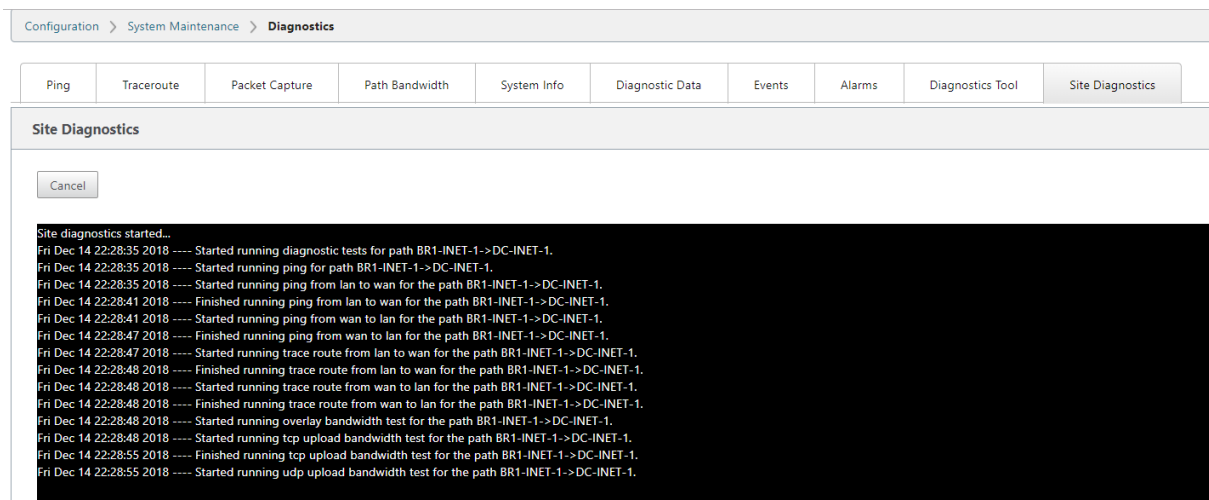 Configuration > System Maintenance > Diagnostics
Ping Traceroute Packet Capture Path Bandwidth System Info Diagnostic Data Events Alarms Diagnostics Tool Site Diagnostics
Site Diagnostics
Cancel
Site diagnostics started...
Fri Dec 14 22:28:35 2018 ---- Started running diagnostic tests for path BR1-INET-1->DC-INET-1.
Fri Dec 14 22:28:35 2018 ---- Started running ping for path BR1-INET-1->DC-INET-1.
Fri Dec 14 22:28:35 2018 ---- Started running ping from lan to wan for the path BR1-INET-1->DC-INET-1.
Fri Dec 14 22:28:41 2018 ---- Finished running ping from lan to wan for the path BR1-INET-1->DC-INET-1.
Fri Dec 14 22:28:41 2018 ---- Started running ping from wan to lan for the path BR1-INET-1->DC-INET-1.
Fri Dec 14 22:28:47 2018 ---- Finished running ping from wan to lan for the path BR1-INET-1->DC-INET-1.
Fri Dec 14 22:28:47 2018 ---- Started running trace route from lan to wan for the path BR1-INET-1->DC-INET-1.
Fri Dec 14 22:28:48 2018 ---- Finished running trace route from lan to wan for the path BR1-INET-1->DC-INET-1.
Fri Dec 14 22:28:48 2018 ---- Started running trace route from wan to lan for the path BR1-INET-1->DC-INET-1.
Fri Dec 14 22:28:48 2018 ---- Finished running trace route from wan to lan for the path BR1-INET-1->DC-INET-1.
Fri Dec 14 22:28:48 2018 ---- Started running overlay bandwidth test for the path BR1-INET-1->DC-INET-1.
Fri Dec 14 22:28:48 2018 ---- Started running tcp upload bandwidth test for the path BR1-INET-1->DC-INET-1.
Fri Dec 14 22:28:55 2018 ---- Finished running tcp upload bandwidth test for the path BR1-INET-1->DC-INET-1.
Fri Dec 14 22:28:55 2018 ---- Started running udp upload bandwidth test for the path BR1-INET-1->DC-INET-1.